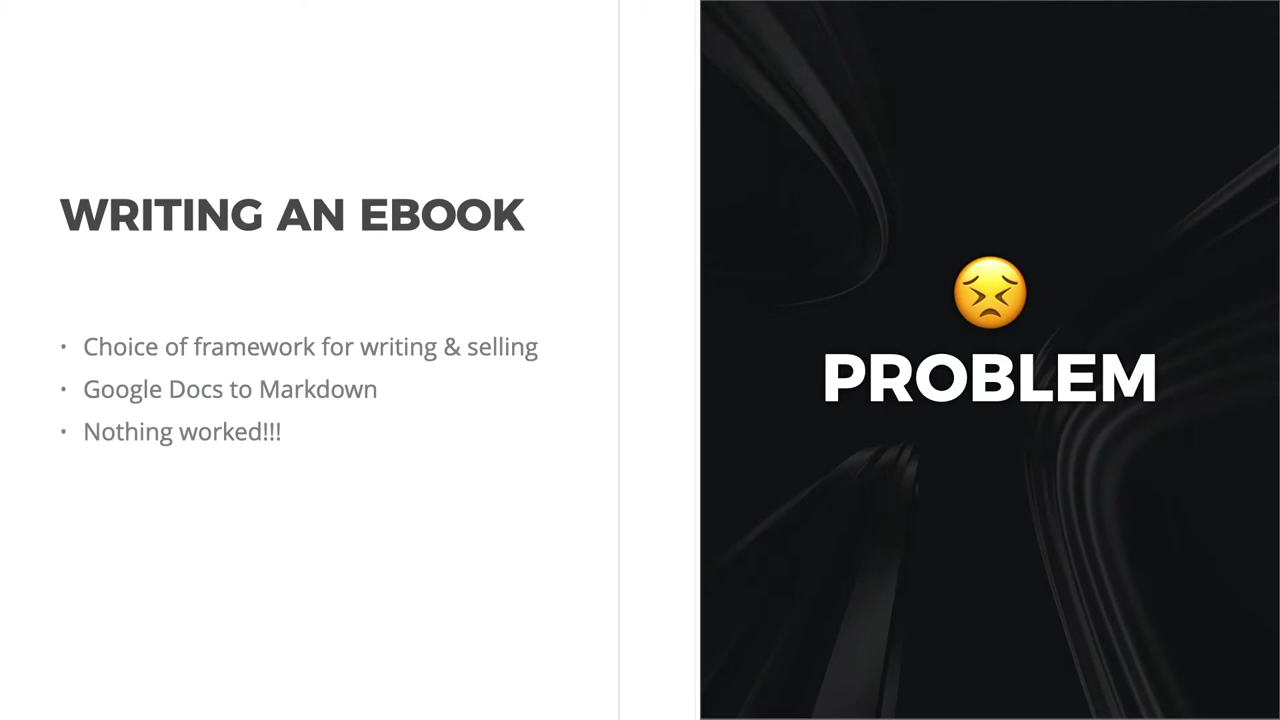 WRITING AN EBOOK
• Choice of framework for writing & selling
• Google Docs to Markdown
• Nothing worked!!!
PROBLEM